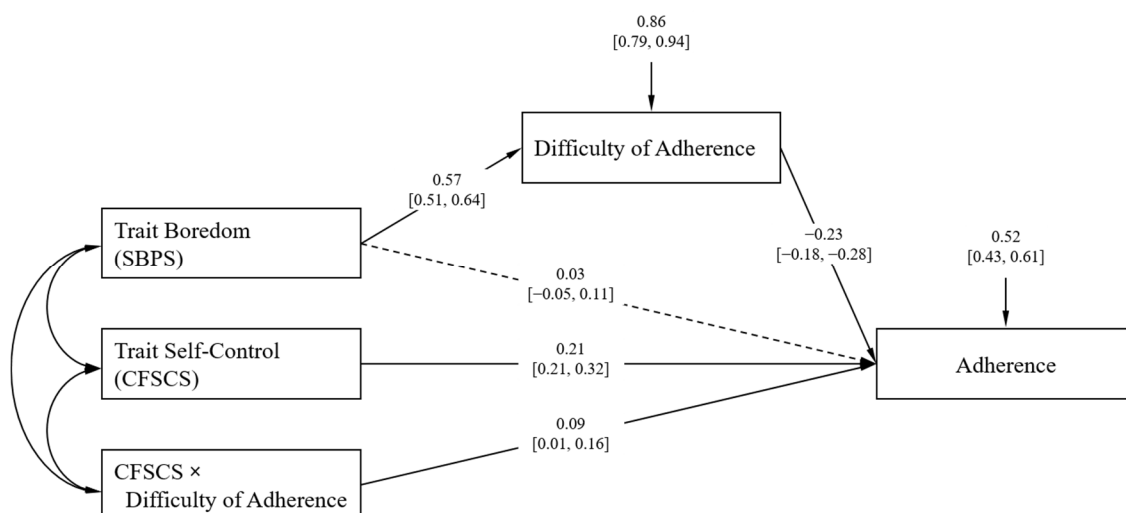 0.86
[0.79, 0.94]
Difficulty of Adherence
0.57
[0.51, 0.64]
Trait Boredom
(SBPS)
−0.23
[−0.18, −0.28]
0.52
[0.43, 0.61]
0.03
[−0.05, 0.11]
Trait Self-Control
(CFSCS)
0.21
[0.21, 0.32]
Adherence
0.09
[0.01, 0.16]
CFSCS ×
Difficulty of Adherence